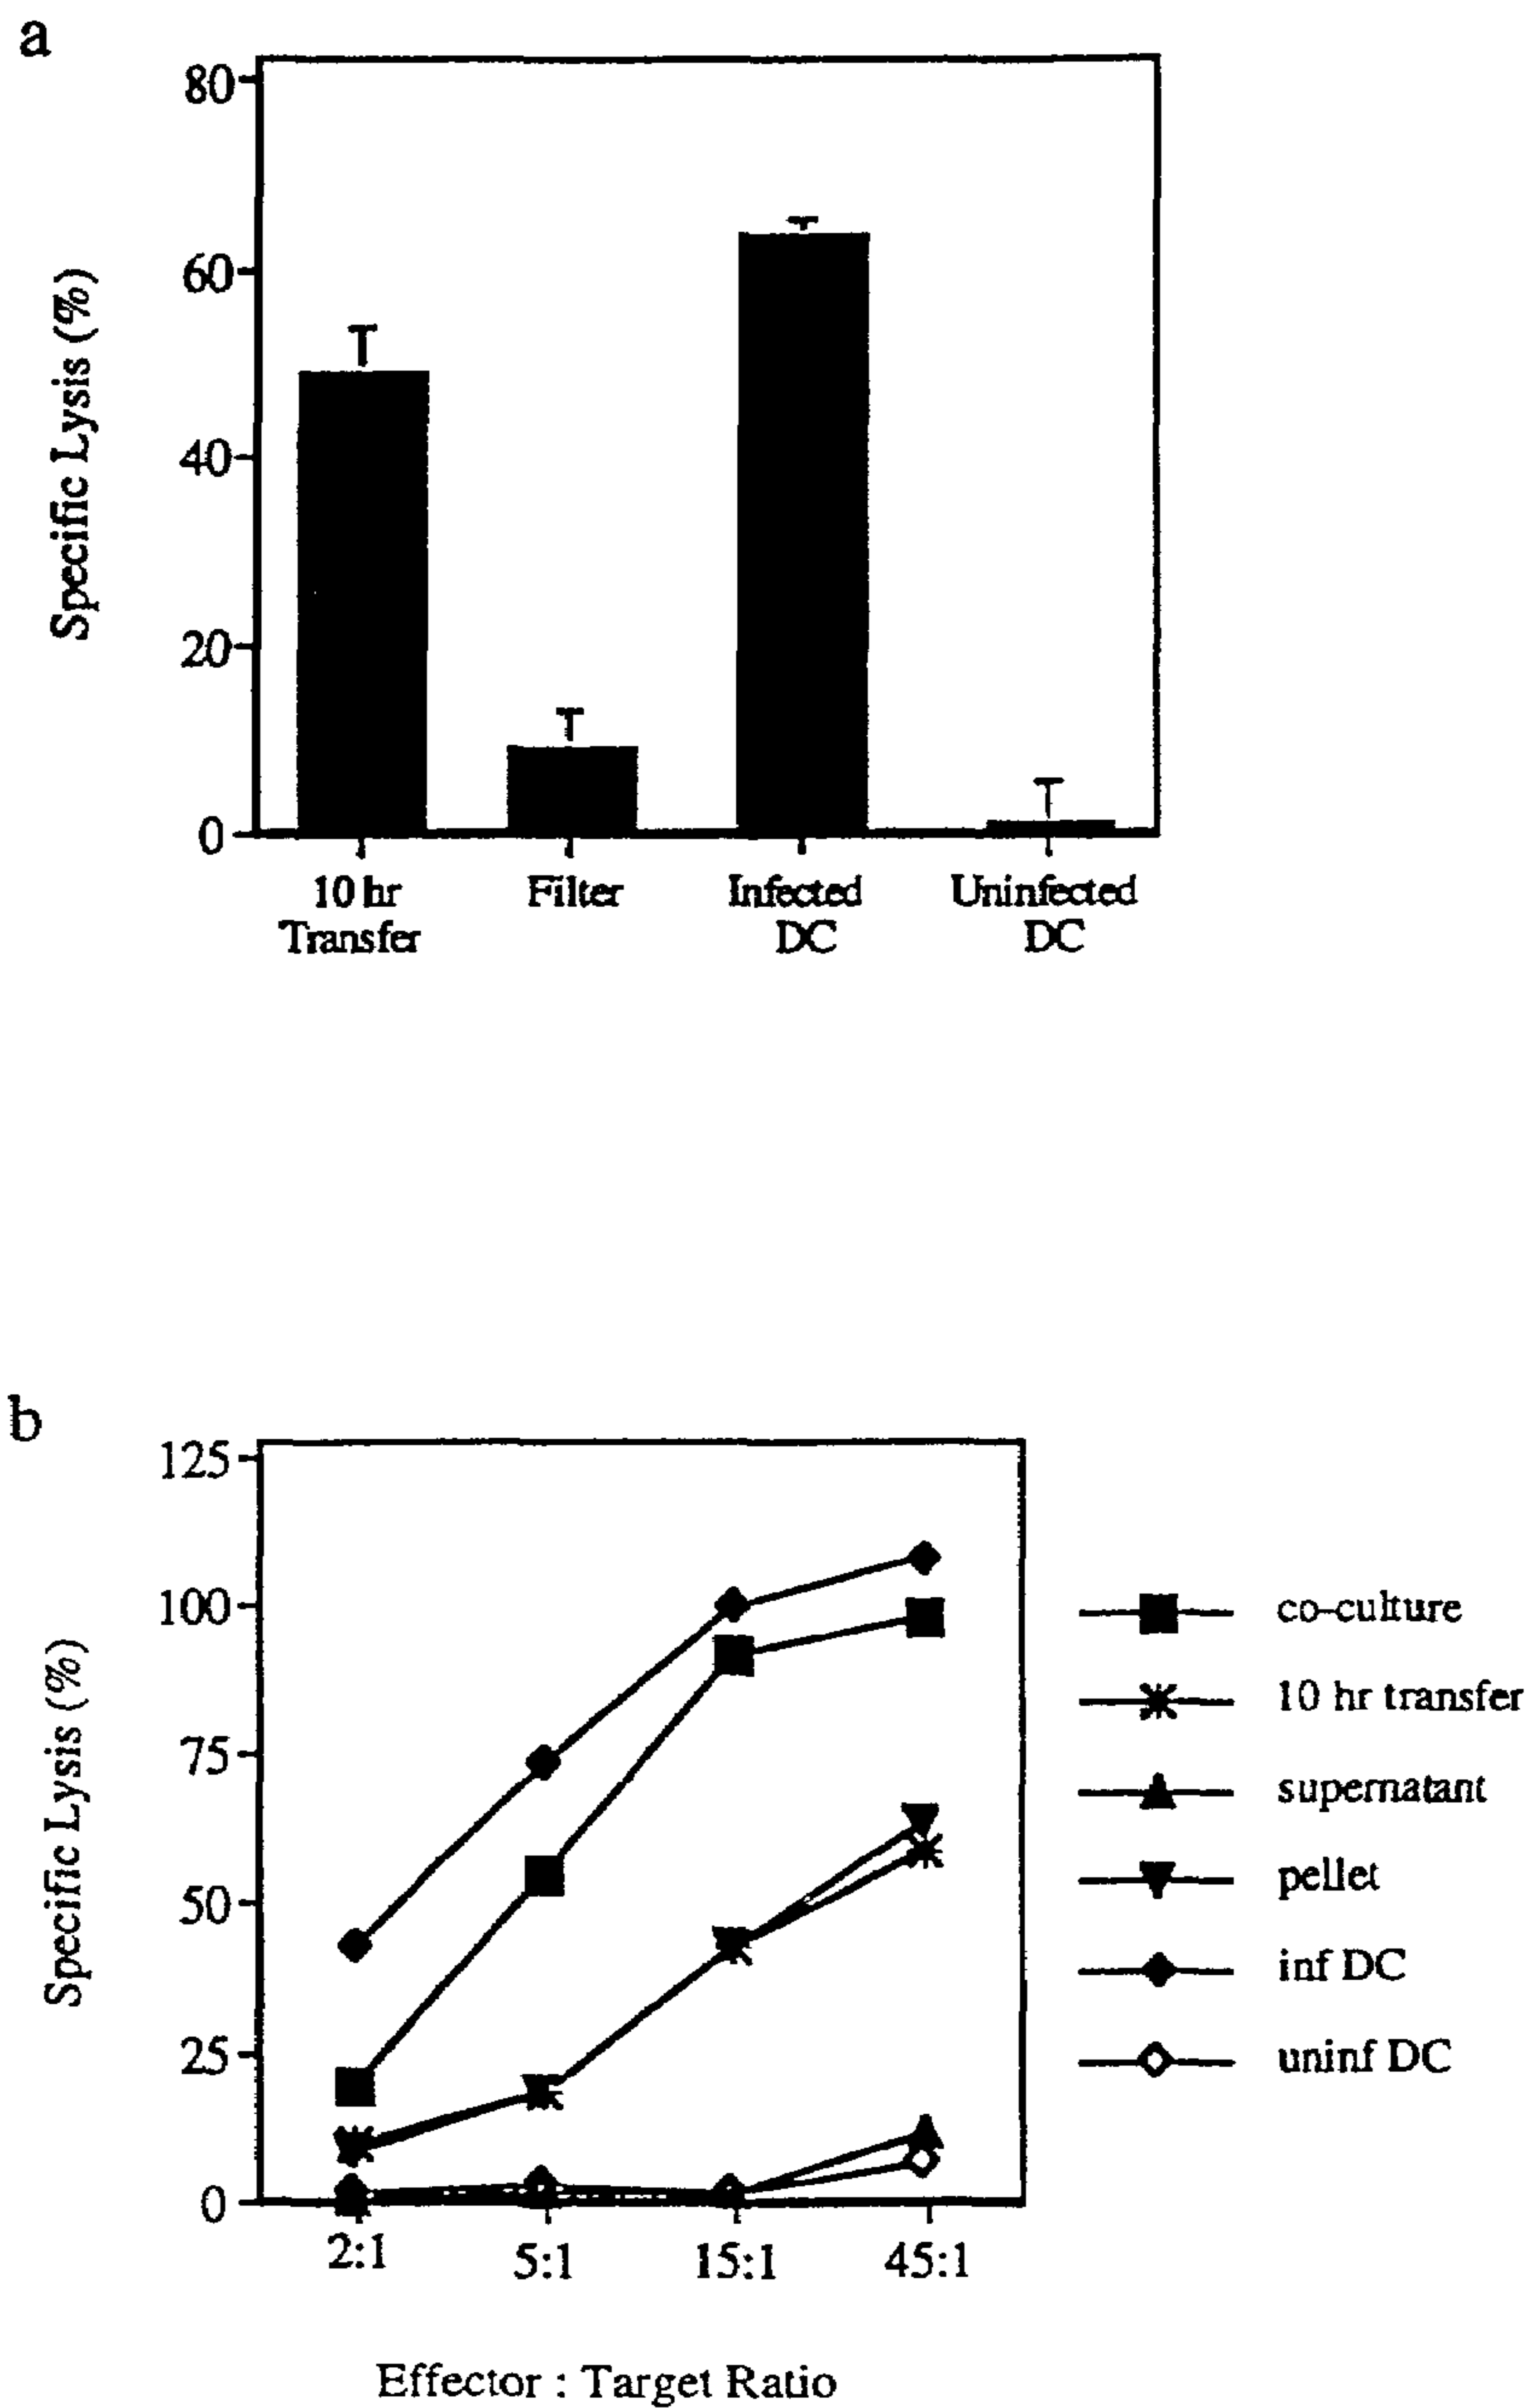 a
80
60
40
20
0
Specific Lysis (%)
10 hr Transfer
Filter
Infected DC
Uninfected DC
b
125
100
75
50
25
0
Specific Lysis (%)
2:1
5:1
15:1
45:1
Effector : Target Ratio
co-culture
10 hr transfer
supernatant
pellet
inf DC
uninf DC